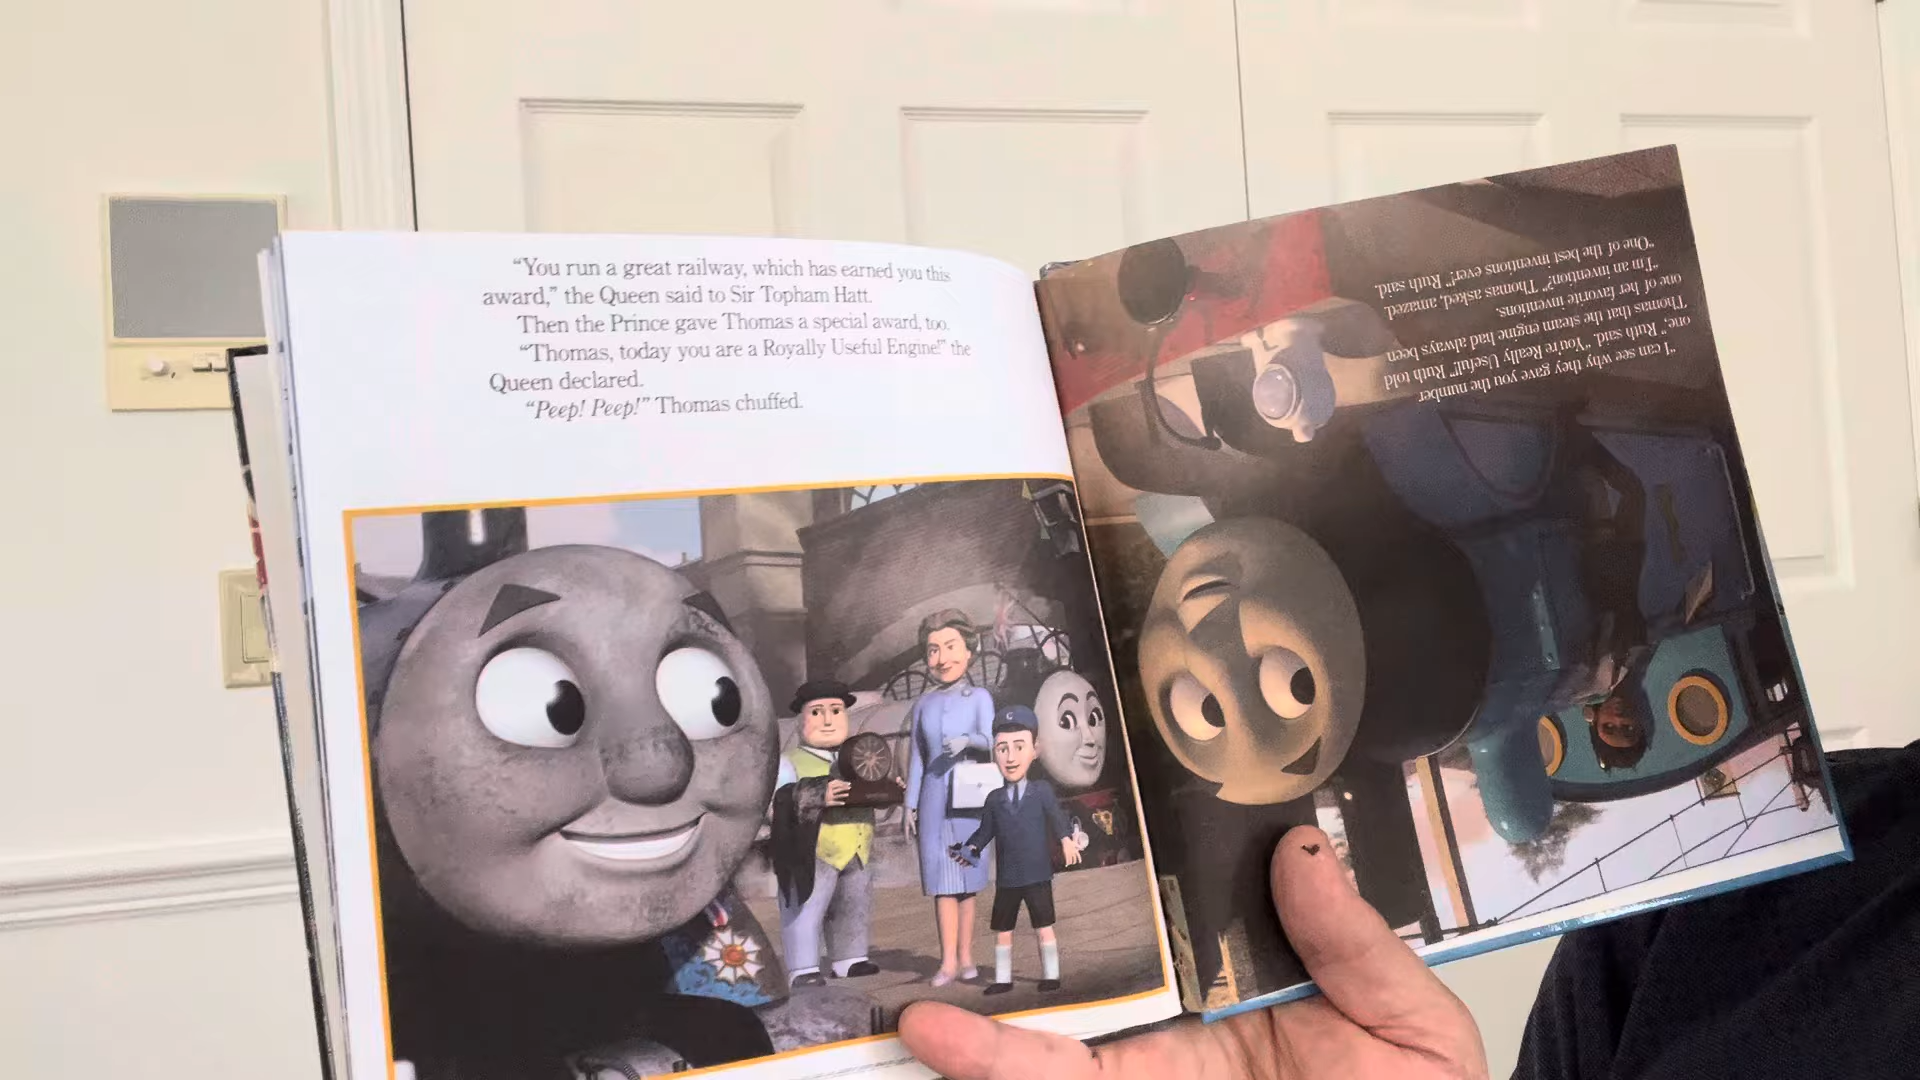 “You run a great railway, which has earned you this
award,” the Queen said to Sir Topham Hatt.
Then the Prince gave Thomas a special award, too.
“Thomas, today you are a Royally Useful Engine!” the
Queen declared.
“Peep! Peep!” Thomas chuffed.
“I can see why they gave you the number
one,” Ruth said. “You’re Really Useful!” Ruth told
Thomas that the steam engine had always been
one of her favorite inventions.
“I’m an invention?” Thomas asked, amazed.
“One of the best inventions ever!” Ruth said.